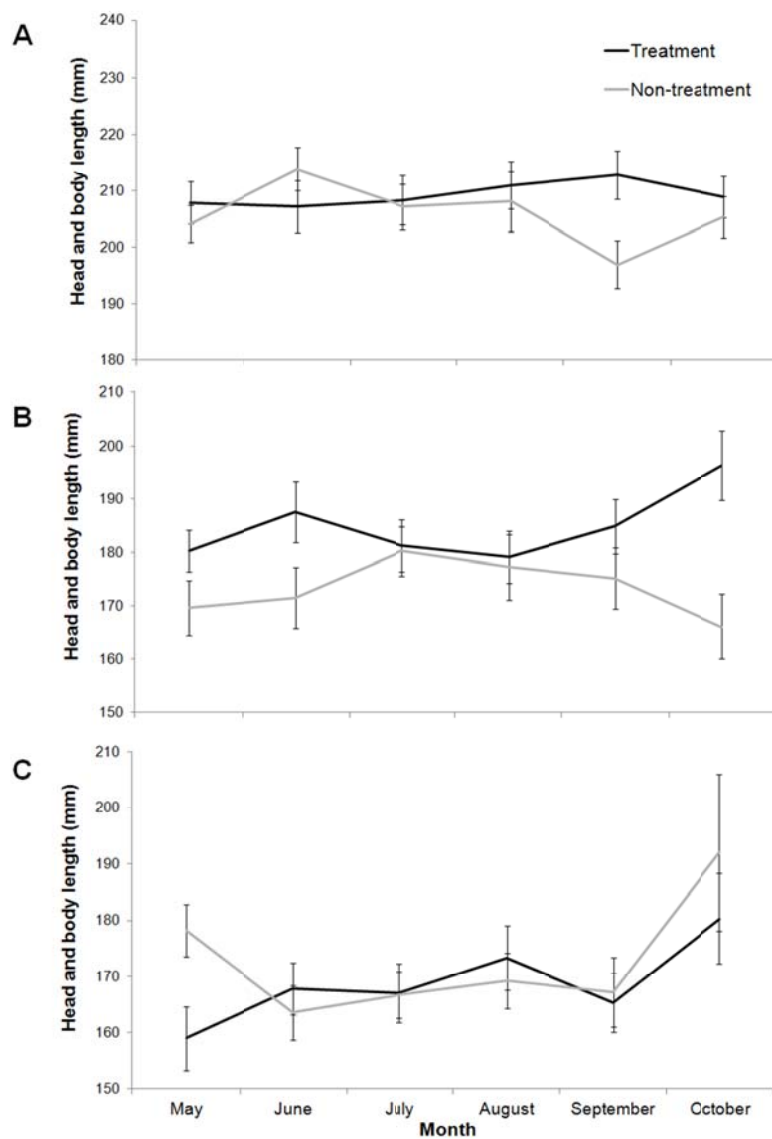 A
240
230
220
210
200
190
180
Head and body length (mm)
Treatment
Non-treatment
B
210
200
190
180
170
160
150
Head and body length (mm)
C
210
200
190
180
170
160
150
Head and body length (mm)
May June July August September October
Month